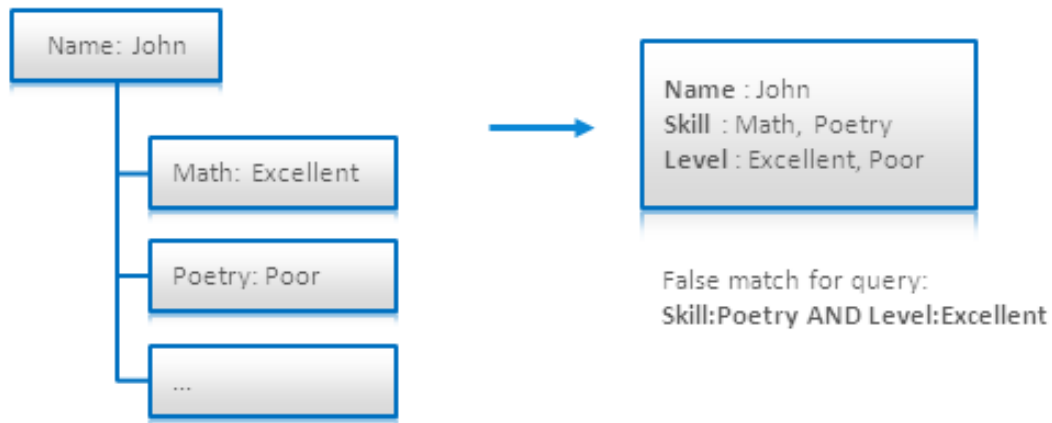 Name: John
Math: Excellent
Poetry: Poor
...
Name : John
Skill : Math, Poetry
Level : Excellent, Poor
False match for query:
Skill:Poetry AND Level:Excellent